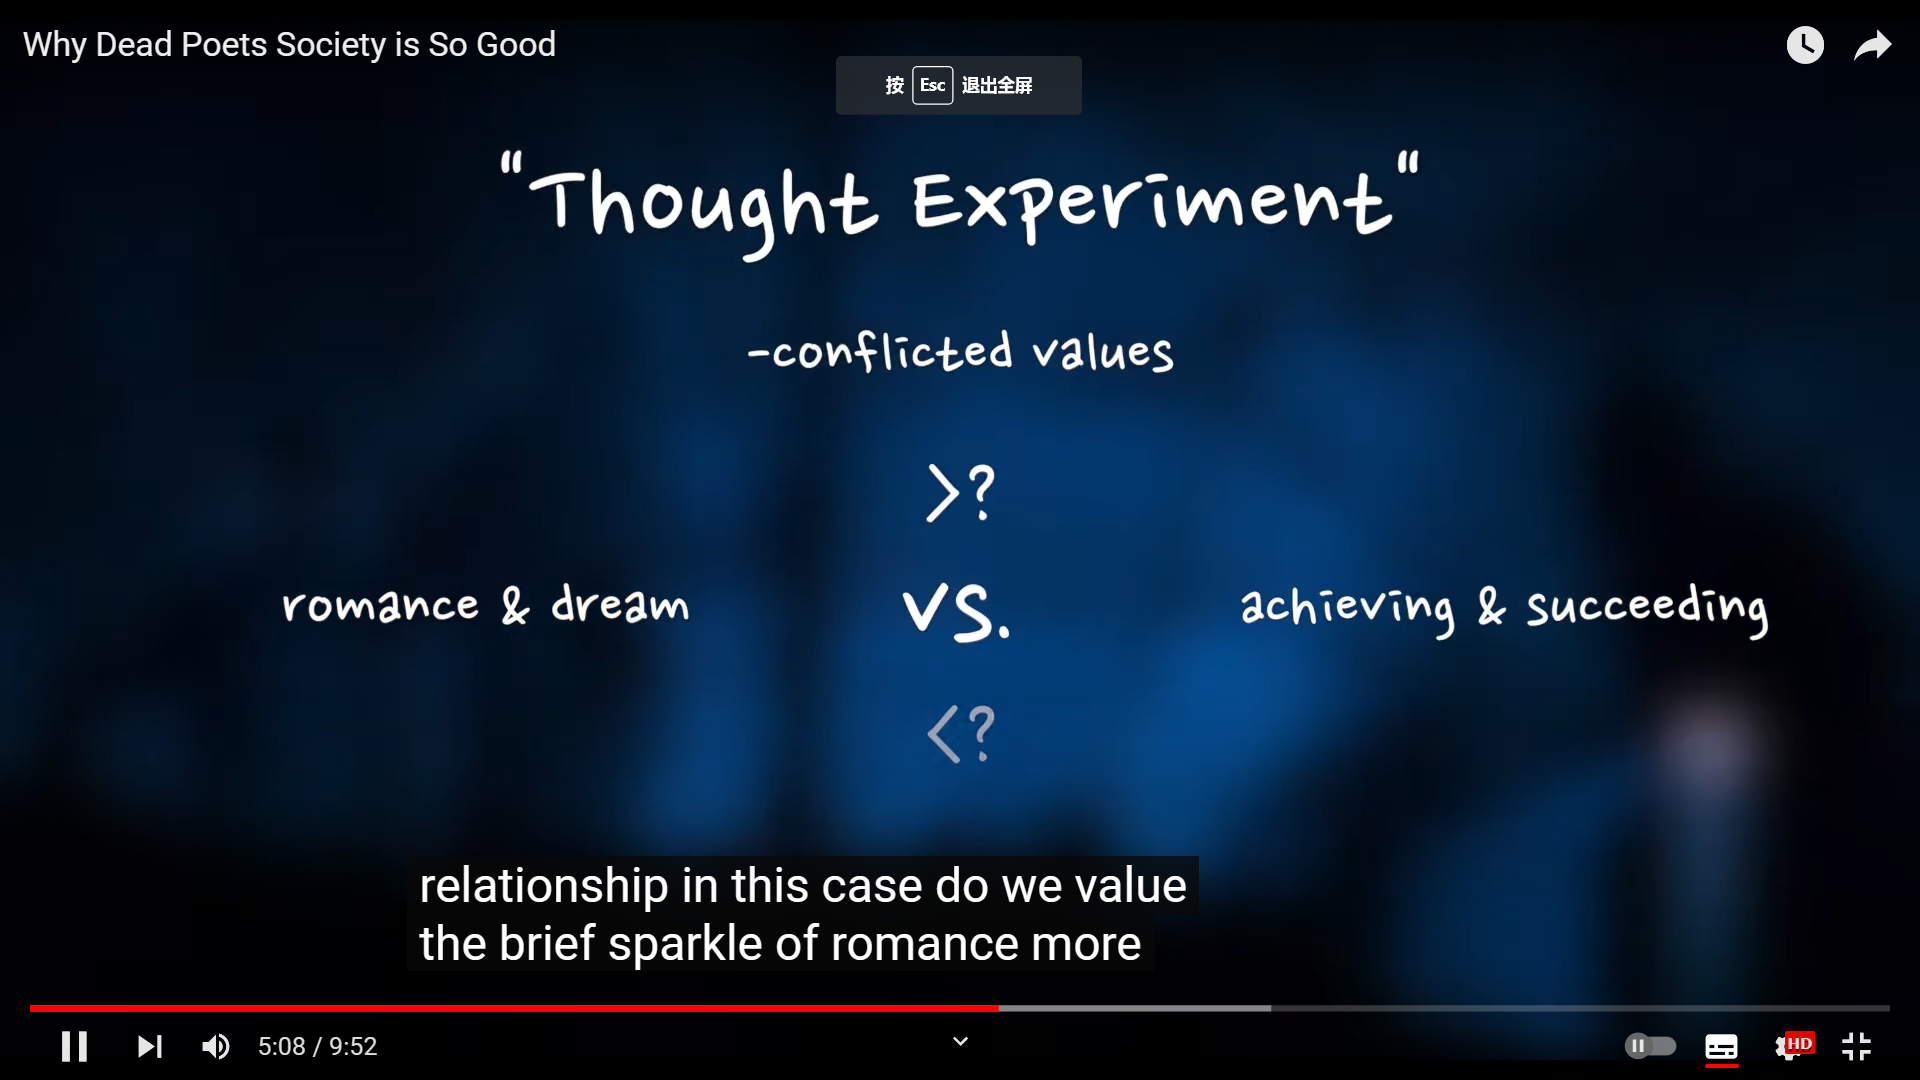 Why Dead Poets Society is So Good
按 Esc 退出全屏
"Thought Experiment"
-conflicted values
>?
romance & dream vs. achieving & succeeding
<?
relationship in this case do we value
the brief sparkle of romance more
5:08 / 9:52
HD